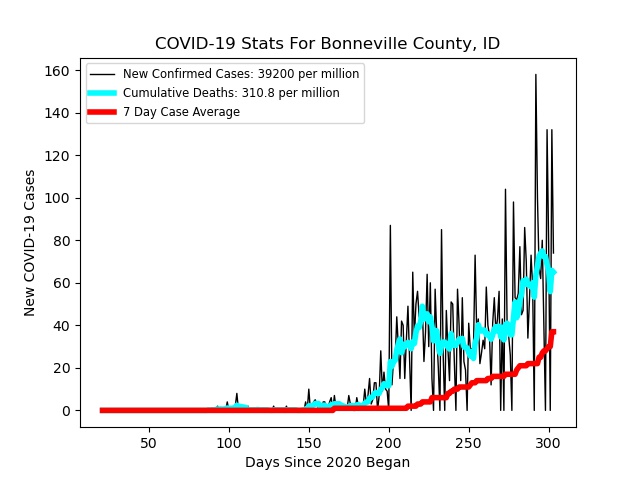 COVID-19 Stats For Bonneville County, ID
New Confirmed Cases: 39200 per million
Cumulative Deaths: 310.8 per million
7 Day Case Average
160
140
120
100
80
60
40
20
0
New COVID-19 Cases
50 100 150 200 250 300
Days Since 2020 Began